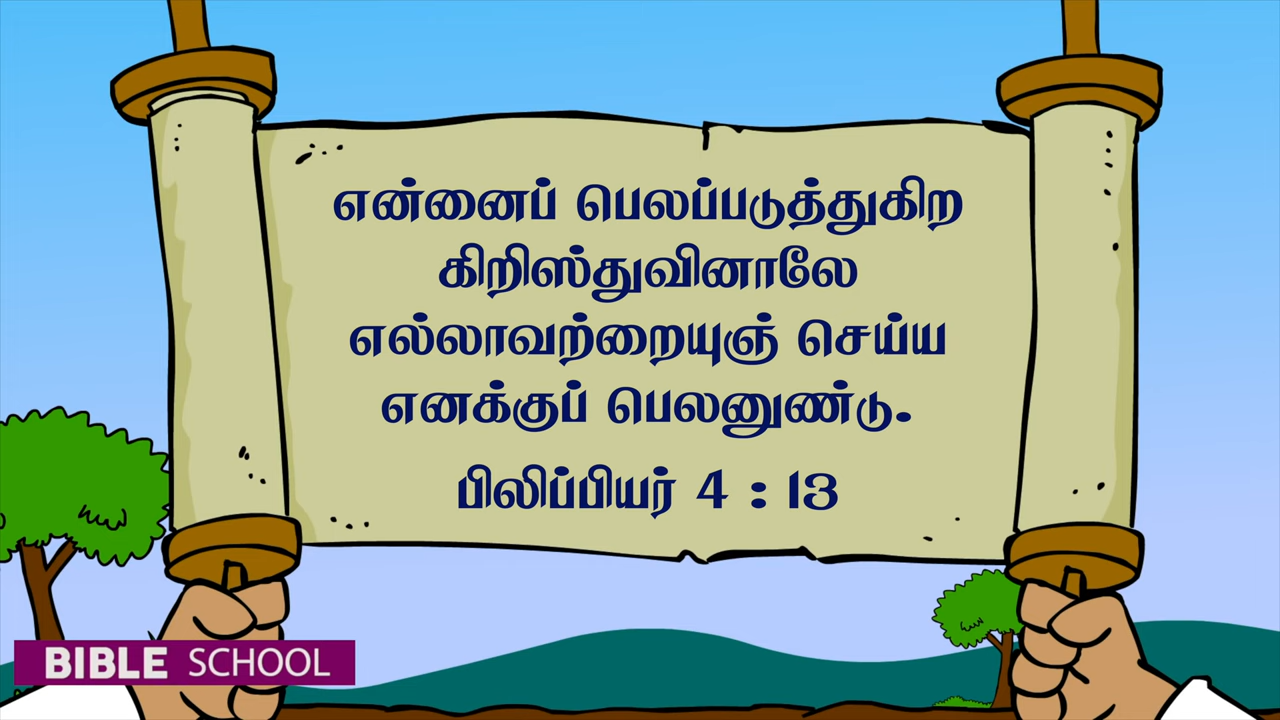 என்னைப் பெலப்படுத்துகிற
கிறிஸ்துவினாலே
எல்லாவற்றையுஞ் செய்ய
எனக்குப் பெலனுண்டு.
பிலிப்பியர் 4 : 13
BIBLE SCHOOL